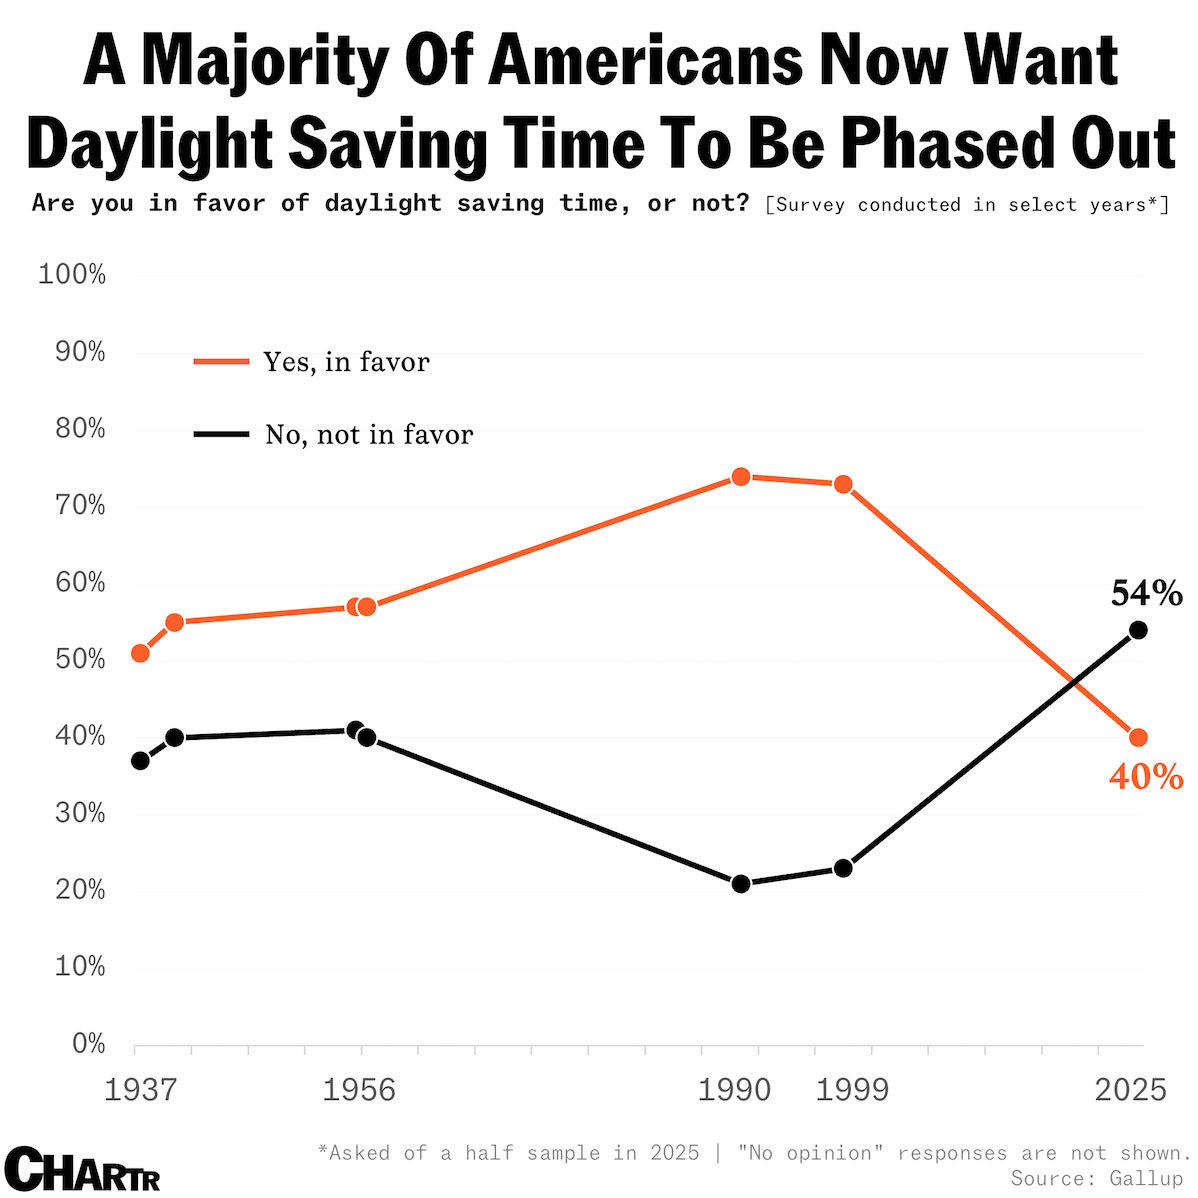 A Majority Of Americans Now Want
Daylight Saving Time To Be Phased Out
Are you in favor of daylight saving time, or not? [Survey conducted in select years*]
100%
90%
Yes, in favor
80%
No, not in favor
70%
60%
54%
50%
40%
40%
30%
20%
10%
0%
1937 1956 1990 1999 2025
*Asked of a half sample in 2025 | "No opinion" responses are not shown.
Source: Gallup
CHARTR